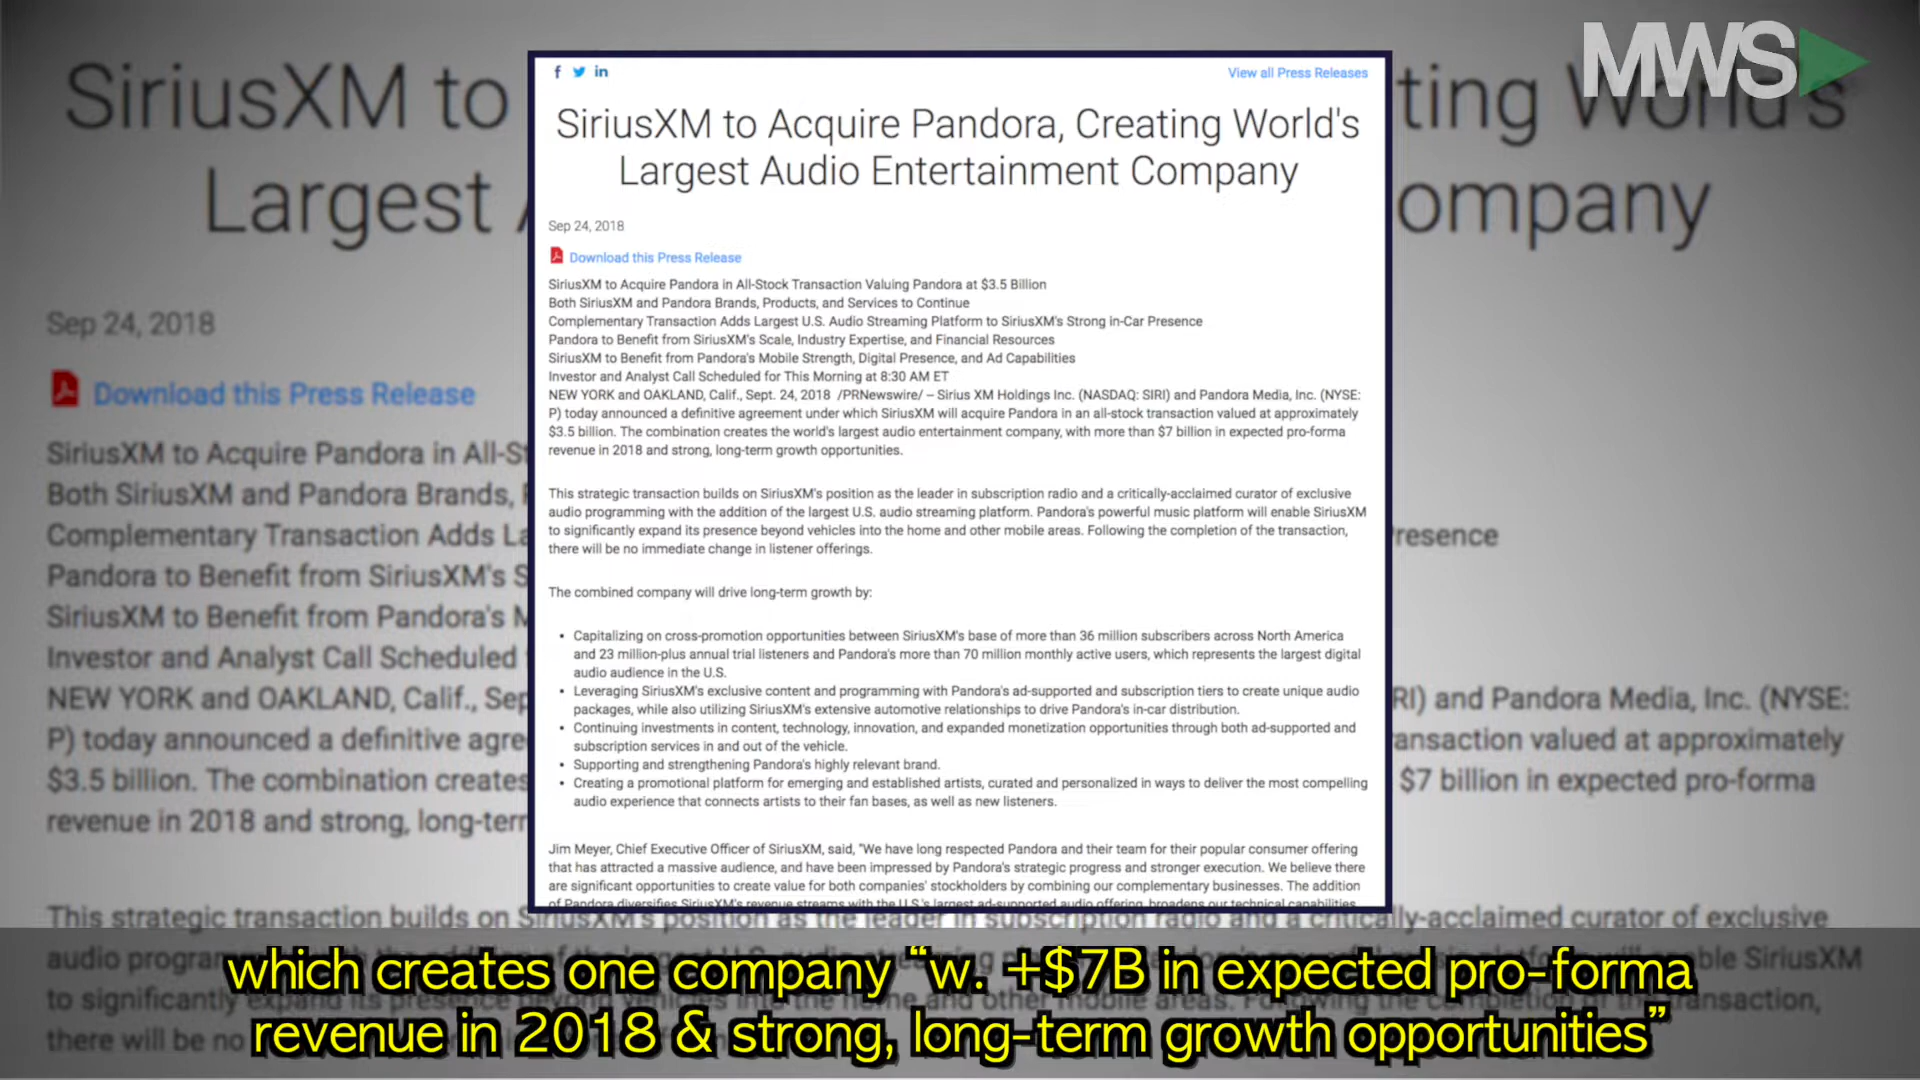 MWS
f in
View all Press Releases
SiriusXM to Acquire Pandora, Creating World's
Largest Audio Entertainment Company
Sep 24, 2018
Download this Press Release
SiriusXM to Acquire Pandora in All-Stock Transaction Valuing Pandora at $3.5 Billion
Both SiriusXM and Pandora Brands, Products, and Services to Continue
Complementary Transaction Adds Largest U.S. Audio Streaming Platform to SiriusXM's Strong in-Car Presence
Pandora to Benefit from SiriusXM's Scale, Industry Expertise, and Financial Resources
SiriusXM to Benefit from Pandora's Mobile Strength, Digital Presence, and Ad Capabilities
Investor and Analyst Call Scheduled for This Morning at 8:30 AM ET
NEW YORK and OAKLAND, Calif., Sept. 24, 2018 /PRNewswire/ – Sirius XM Holdings Inc. (NASDAQ: SIRI) and Pandora Media, Inc. (NYSE:
P) today announced a definitive agreement under which SiriusXM will acquire Pandora in an all-stock transaction valued at approximately
$3.5 billion. The combination creates the world's largest audio entertainment company, with more than $7 billion in expected pro-forma
revenue in 2018 and strong, long-term growth opportunities.
This strategic transaction builds on SiriusXM's position as the leader in subscription radio and a critically-acclaimed curator of exclusive
audio programming with the addition of the largest U.S. audio streaming platform. Pandora's powerful music platform will enable SiriusXM
to significantly expand its presence beyond vehicles into the home and other mobile areas. Following the completion of the transaction,
there will be no immediate change in listener offerings.
The combined company will drive long-term growth by:
• Capitalizing on cross-promotion opportunities between SiriusXM's base of more than 36 million subscribers across North America
and 23 million-plus annual trial listeners and Pandora's more than 70 million monthly active users, which represents the largest digital
audio audience in the U.S.
• Leveraging SiriusXM's exclusive content and programming with Pandora's ad-supported and subscription tiers to create unique audio
packages, while also utilizing SiriusXM's extensive automotive relationships to drive Pandora's in-car distribution.
• Continuing investments in content, technology, innovation, and expanded monetization opportunities through both ad-supported and
subscription services in and out of the vehicle.
• Supporting and strengthening Pandora's highly relevant brand.
• Creating a promotional platform for emerging and established artists, curated and personalized in ways to deliver the most compelling
audio experience that connects artists to their fan bases, as well as new listeners.
Jim Meyer, Chief Executive Officer of SiriusXM, said, "We have long respected Pandora and their team for their popular consumer offering
that has attracted a massive audience, and have been impressed by Pandora's strategic progress and stronger execution. We believe there
are significant opportunities to create value for both companies' stockholders by combining our complementary businesses. The addition
of Pandora diversifies SiriusXM's revenue streams with the U.S.'s largest ad-supported audio offering, broadens our technical capabilities,
which creates one company “w. +$7B in expected pro-forma
revenue in 2018 & strong, long-term growth opportunities”